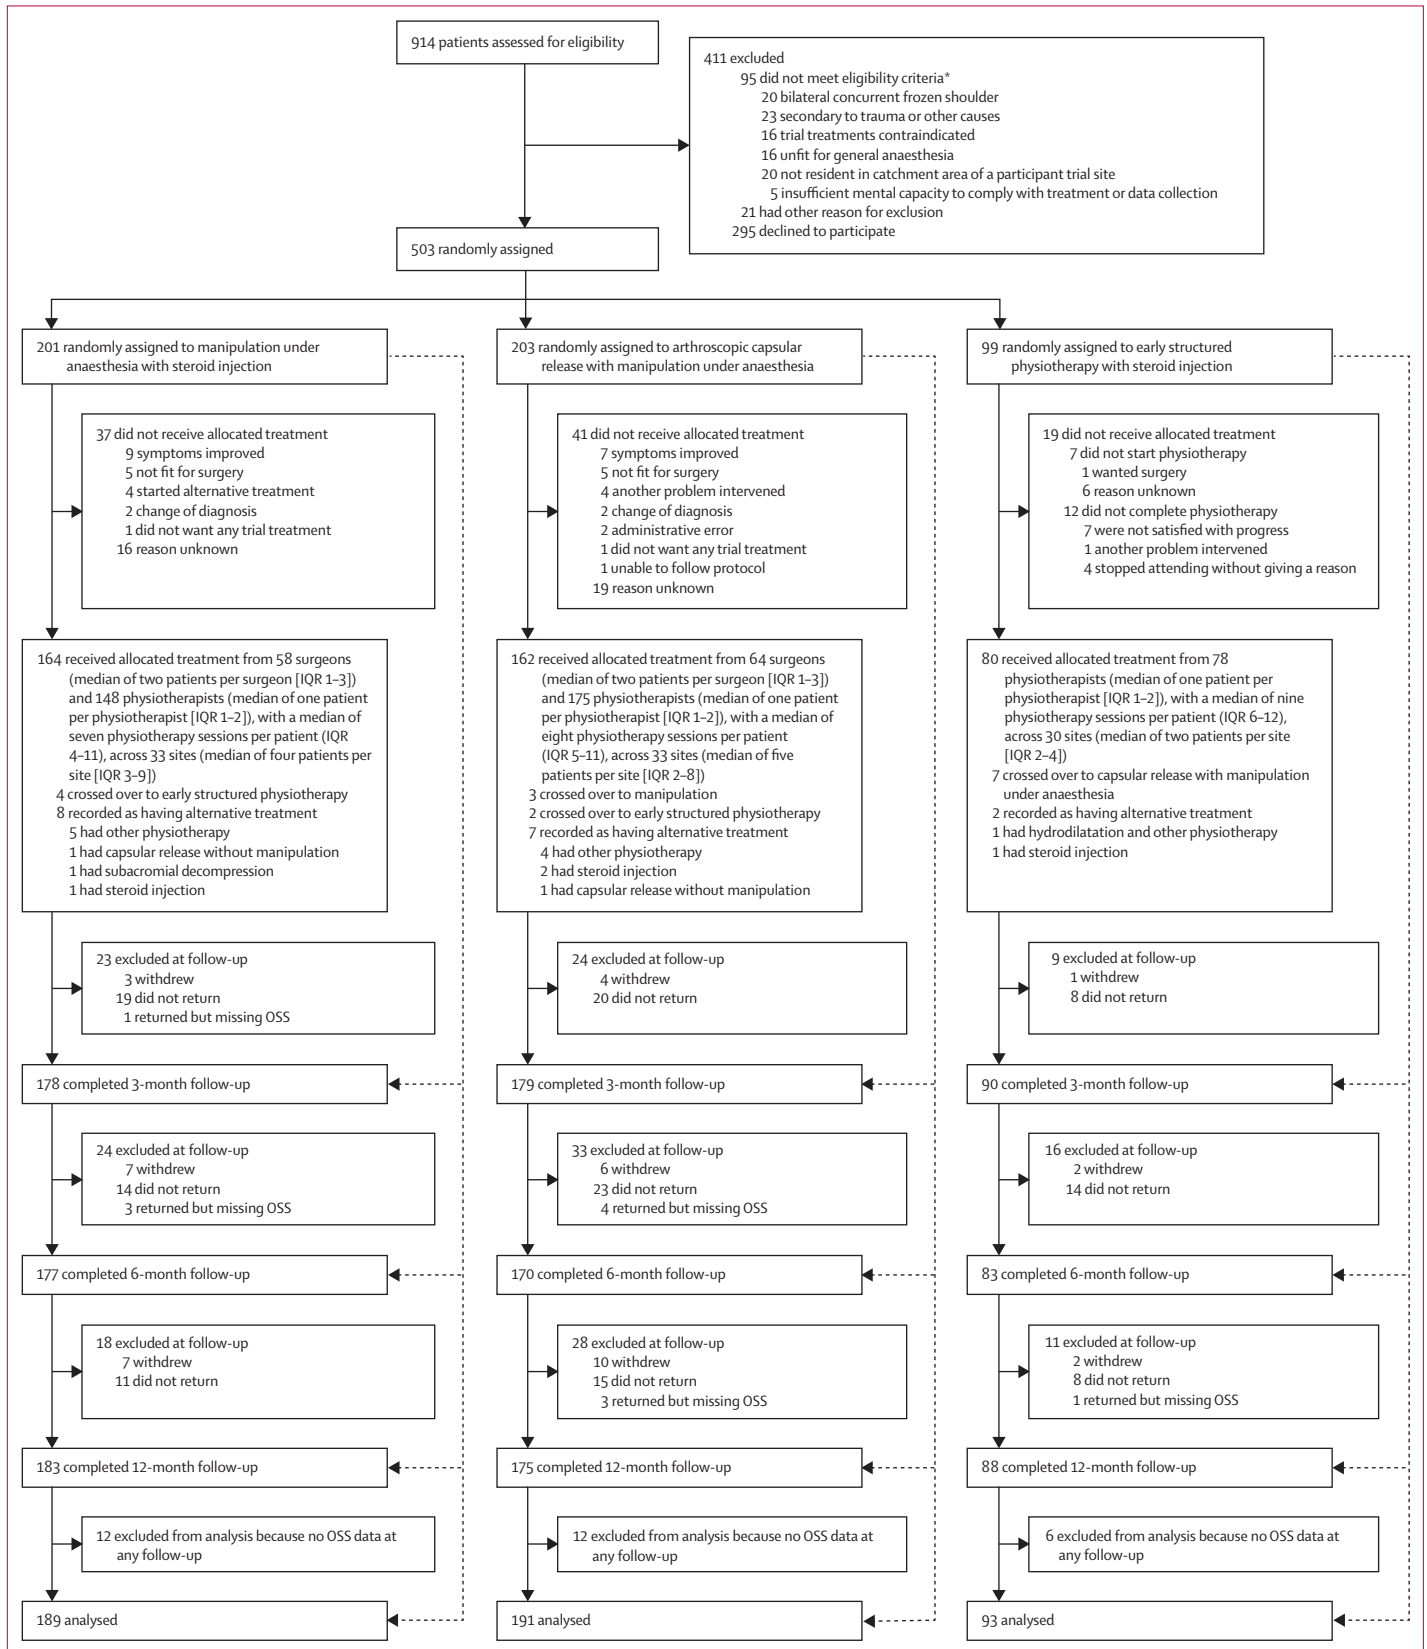 914 patients assessed for eligibility
411 excluded
95 did not meet eligibility criteria*
20 bilateral concurrent frozen shoulder
23 secondary to trauma or other causes
16 trial treatments contraindicated
16 unfit for general anaesthesia
20 not resident in catchment area of a participant trial site
5 insufficient mental capacity to comply with treatment or data collection
21 had other reason for exclusion
295 declined to participate
503 randomly assigned
201 randomly assigned to manipulation under
anaesthesia with steroid injection
203 randomly assigned to arthroscopic capsular
release with manipulation under anaesthesia
99 randomly assigned to early structured
physiotherapy with steroid injection
37 did not receive allocated treatment
9 symptoms improved
5 not fit for surgery
4 started alternative treatment
2 change of diagnosis
1 did not want any trial treatment
16 reason unknown
41 did not receive allocated treatment
7 symptoms improved
5 not fit for surgery
4 another problem intervened
2 change of diagnosis
2 administrative error
1 did not want any trial treatment
1 unable to follow protocol
19 reason unknown
19 did not receive allocated treatment
7 did not start physiotherapy
1 wanted surgery
6 reason unknown
12 did not complete physiotherapy
7 were not satisfied with progress
1 another problem intervened
4 stopped attending without giving a reason
164 received allocated treatment from 58 surgeons
(median of two patients per surgeon [IQR 1–3])
and 148 physiotherapists (median of one patient
per physiotherapist [IQR 1–2]), with a median of
seven physiotherapy sessions per patient (IQR
4–11), across 33 sites (median of four patients per
site [IQR 3–9])
4 crossed over to early structured physiotherapy
8 recorded as having alternative treatment
5 had other physiotherapy
1 had capsular release without manipulation
1 had subacromial decompression
1 had steroid injection
162 received allocated treatment from 64 surgeons
(median of two patients per surgeon [IQR 1–3])
and 175 physiotherapists (median of one patient
per physiotherapist [IQR 1–2]), with a median of
eight physiotherapy sessions per patient
(IQR 5–11), across 33 sites (median of five
patients per site [IQR 2–8])
3 crossed over to manipulation
2 crossed over to early structured physiotherapy
7 recorded as having alternative treatment
4 had other physiotherapy
2 had steroid injection
1 had capsular release without manipulation
80 received allocated treatment from 78
physiotherapists (median of one patient per
physiotherapist [IQR 1–2]), with a median of nine
physiotherapy sessions per patient (IQR 6–12),
across 30 sites (median of two patients per site
[IQR 2–4])
7 crossed over to capsular release with manipulation
under anaesthesia
2 recorded as having alternative treatment
1 had hydrodilatation and other physiotherapy
1 had steroid injection
23 excluded at follow-up
3 withdrew
19 did not return
1 returned but missing OSS
24 excluded at follow-up
4 withdrew
20 did not return
9 excluded at follow-up
1 withdrew
8 did not return
178 completed 3-month follow-up
179 completed 3-month follow-up
90 completed 3-month follow-up
24 excluded at follow-up
7 withdrew
14 did not return
3 returned but missing OSS
33 excluded at follow-up
6 withdrew
23 did not return
4 returned but missing OSS
16 excluded at follow-up
2 withdrew
14 did not return
177 completed 6-month follow-up
170 completed 6-month follow-up
83 completed 6-month follow-up
18 excluded at follow-up
7 withdrew
11 did not return
28 excluded at follow-up
10 withdrew
15 did not return
3 returned but missing OSS
11 excluded at follow-up
2 withdrew
8 did not return
1 returned but missing OSS
183 completed 12-month follow-up
175 completed 12-month follow-up
88 completed 12-month follow-up
12 excluded from analysis because no OSS data at
any follow-up
12 excluded from analysis because no OSS data at
any follow-up
6 excluded from analysis because no OSS data at
any follow-up
189 analysed
191 analysed
93 analysed